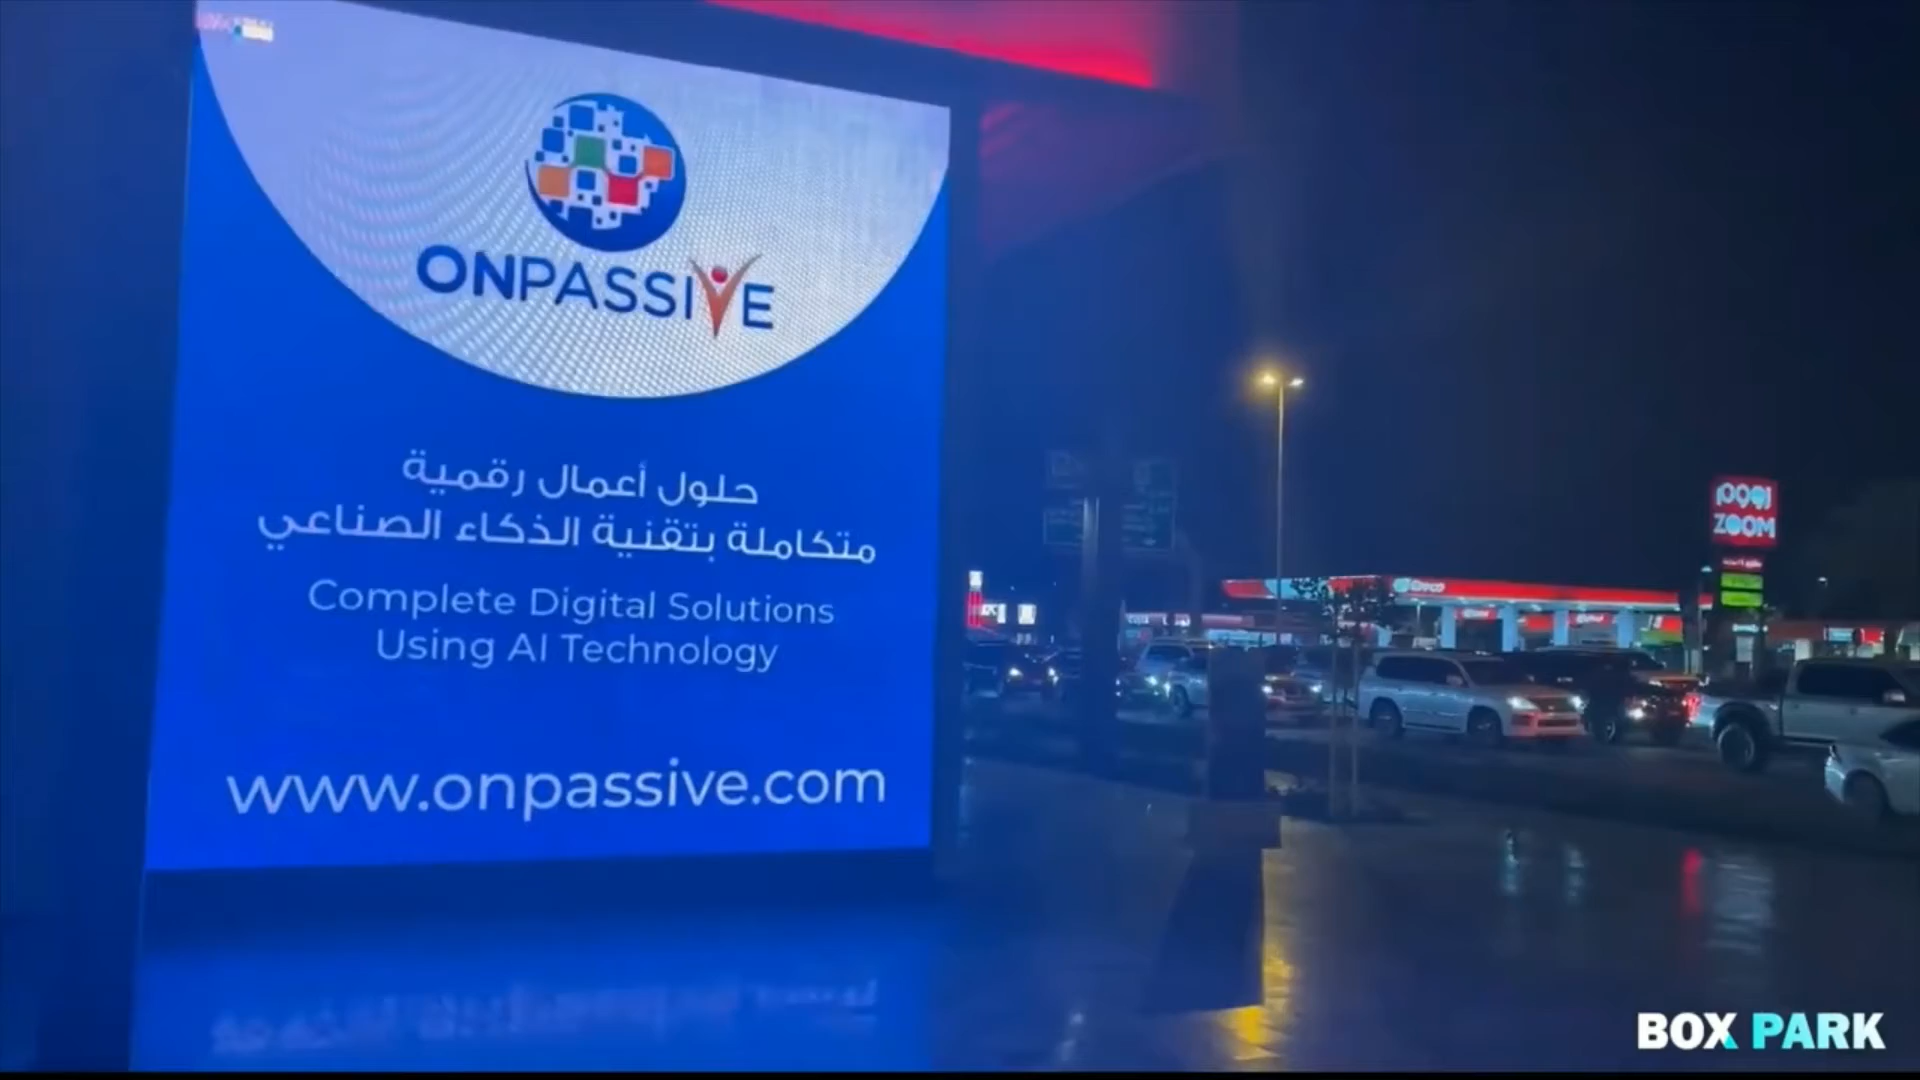 ONPASSIVE
حلول أعمال رقمية
متكاملة بتقنية الذكاء الصناعي
Complete Digital Solutions
Using AI Technology
www.onpassive.com
زووم
ZOOM
BOX PARK